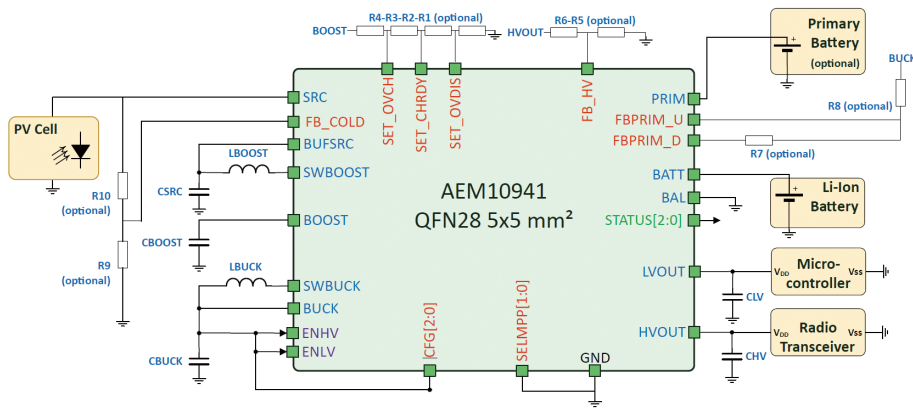 BOOST
R4-R3-R2-R1 (optional)
HVOUT
R6-R5 (optional)
Primary
Battery
(optional)
BUCK
R8 (optional)
R7 (optional)
PV Cell
R10
(optional)
R9
(optional)
LBOOST
CSRC
CBOOST
LBUCK
CBUCK
SRC
FB_COLD
BUFSRC
SWBOOST
BOOST
SWBUCK
BUCK
ENHV
ENLV
SET_OVCH
SET_CHRDY
SET_OVDIS
FB_HV
AEM10941
QFN28 5x5 mm²
CFG[2:0]
SELMPP[1:0]
GND
PRIM
FBPRIM_U
FBPRIM_D
BATT
BAL
STATUS[2:0]
LVOUT
HVOUT
+
+
Li-Ion
Battery
Micro-
controller
VDD
Vss
CLV
Radio
Transceiver
VDD
Vss
CHV